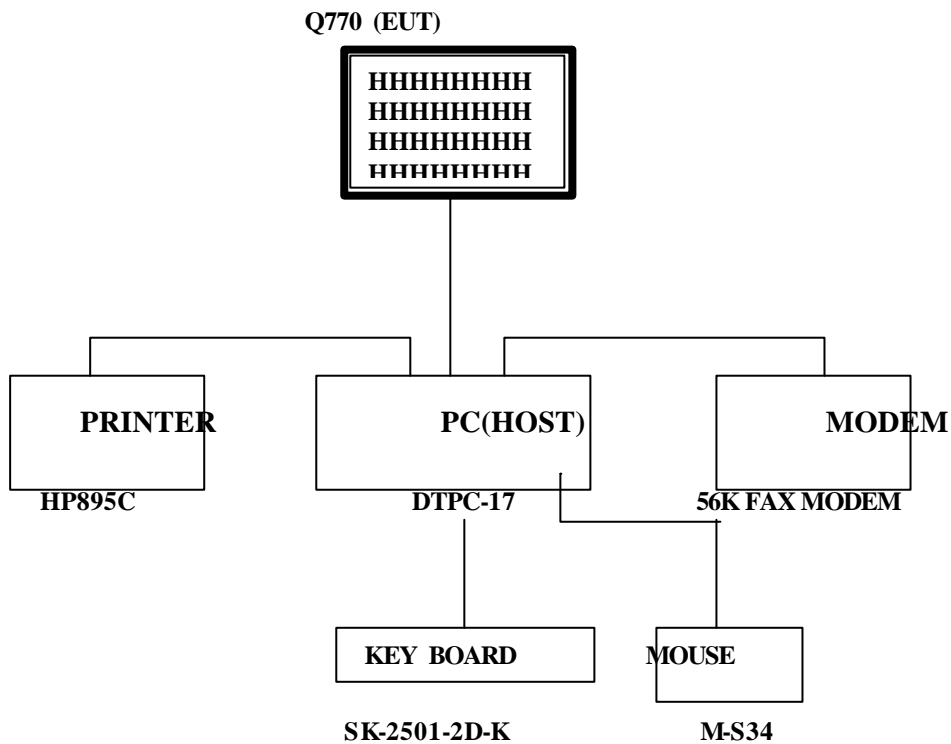 Q770 (EUT)
HHHHHHHH
HHHHHHHH
HHHHHHHH
HHHHHHHH
PRINTER
PC(HOST)
MODEM
HP895C
DTPC-17
56K FAX MODEM
KEY BOARD
MOUSE
SK-2501-2D-K
M-S34